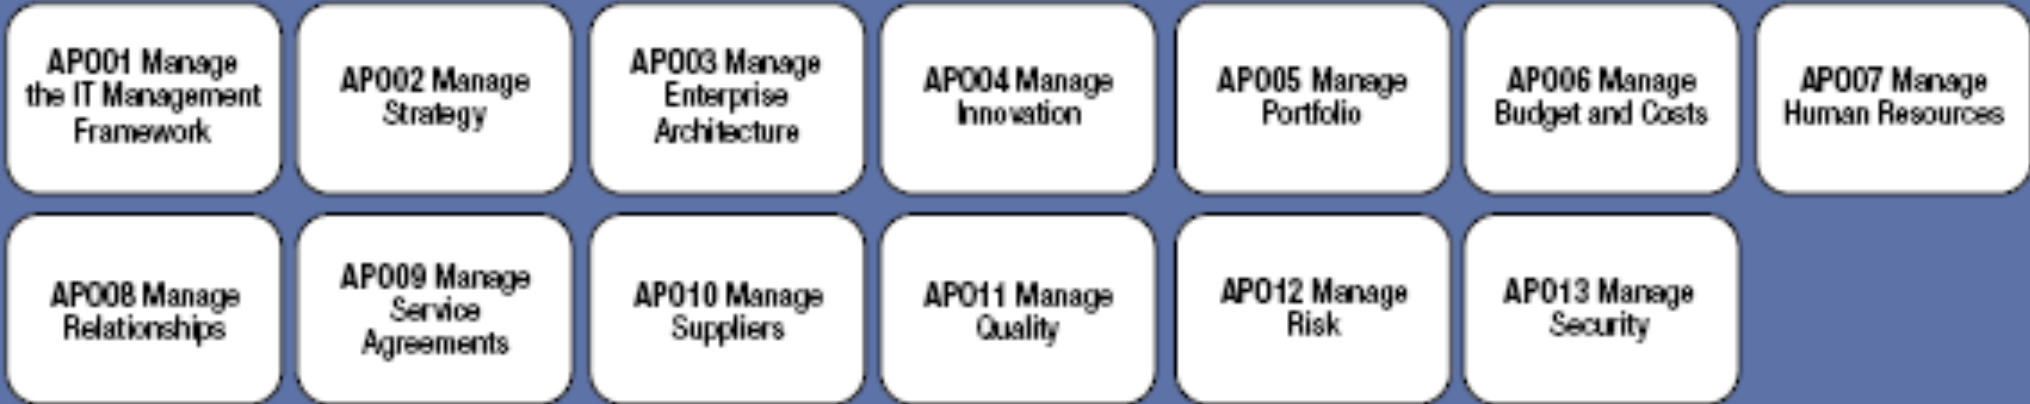 APO01 Manage
the IT Management
Framework
APO02 Manage
Strategy
APO03 Manage
Enterprise
Architecture
APO04 Manage
Innovation
APO05 Manage
Portfolio
APO06 Manage
Budget and Costs
APO07 Manage
Human Resources
APO08 Manage
Relationships
APO09 Manage
Service
Agreements
APO10 Manage
Suppliers
APO11 Manage
Quality
APO12 Manage
Risk
APO13 Manage
Security